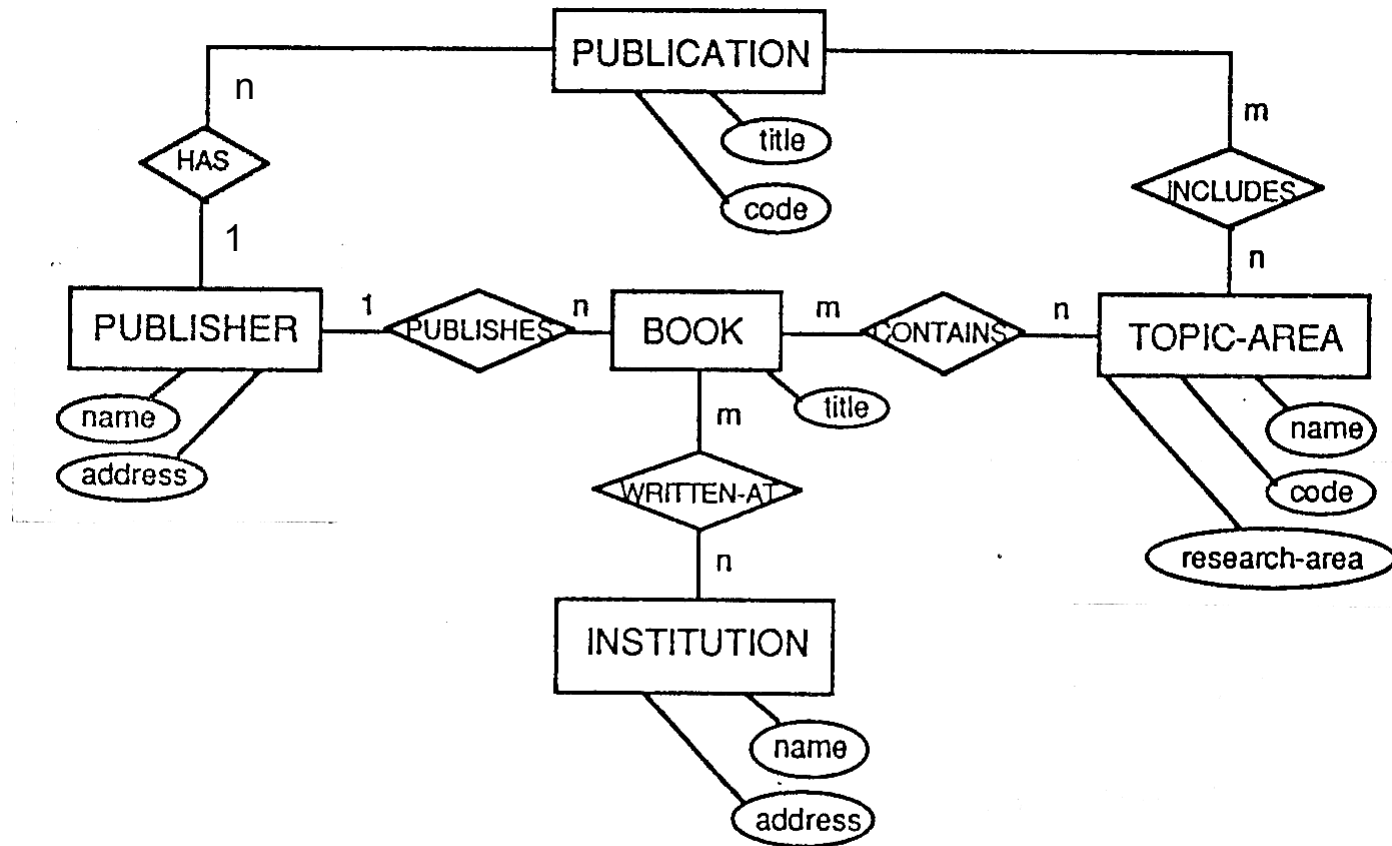 PUBLICATION
n
m
title
HAS
INCLUDES
code
1
n
PUBLISHER
1
PUBLISHES
n
BOOK
m
CONTAINS
n
TOPIC-AREA
name
address
m
title
name
WRITTEN-AT
code
n
research-area
INSTITUTION
name
address